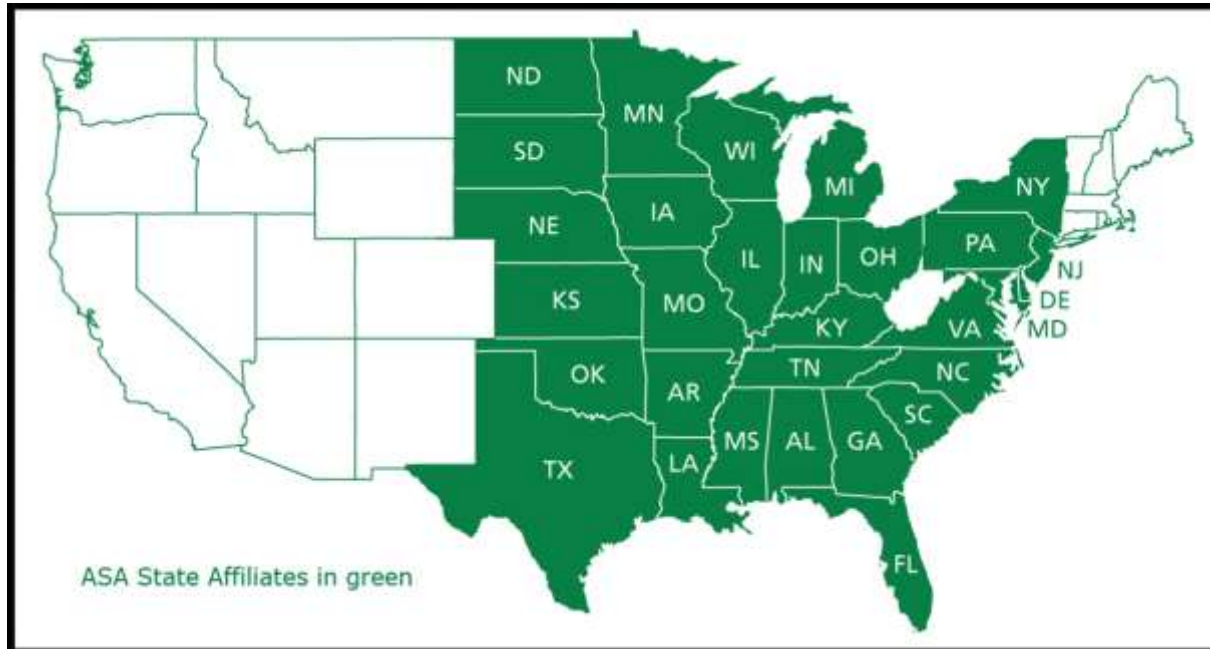 ND
MN
SD
WI
MI
NY
IA
NE
PA
IL
IN
OH
NJ
KS
MO
DE
KY
VA
MD
TN
OK
NC
AR
SC
MS
AL
GA
LA
TX
FL
ASA State Affiliates in green